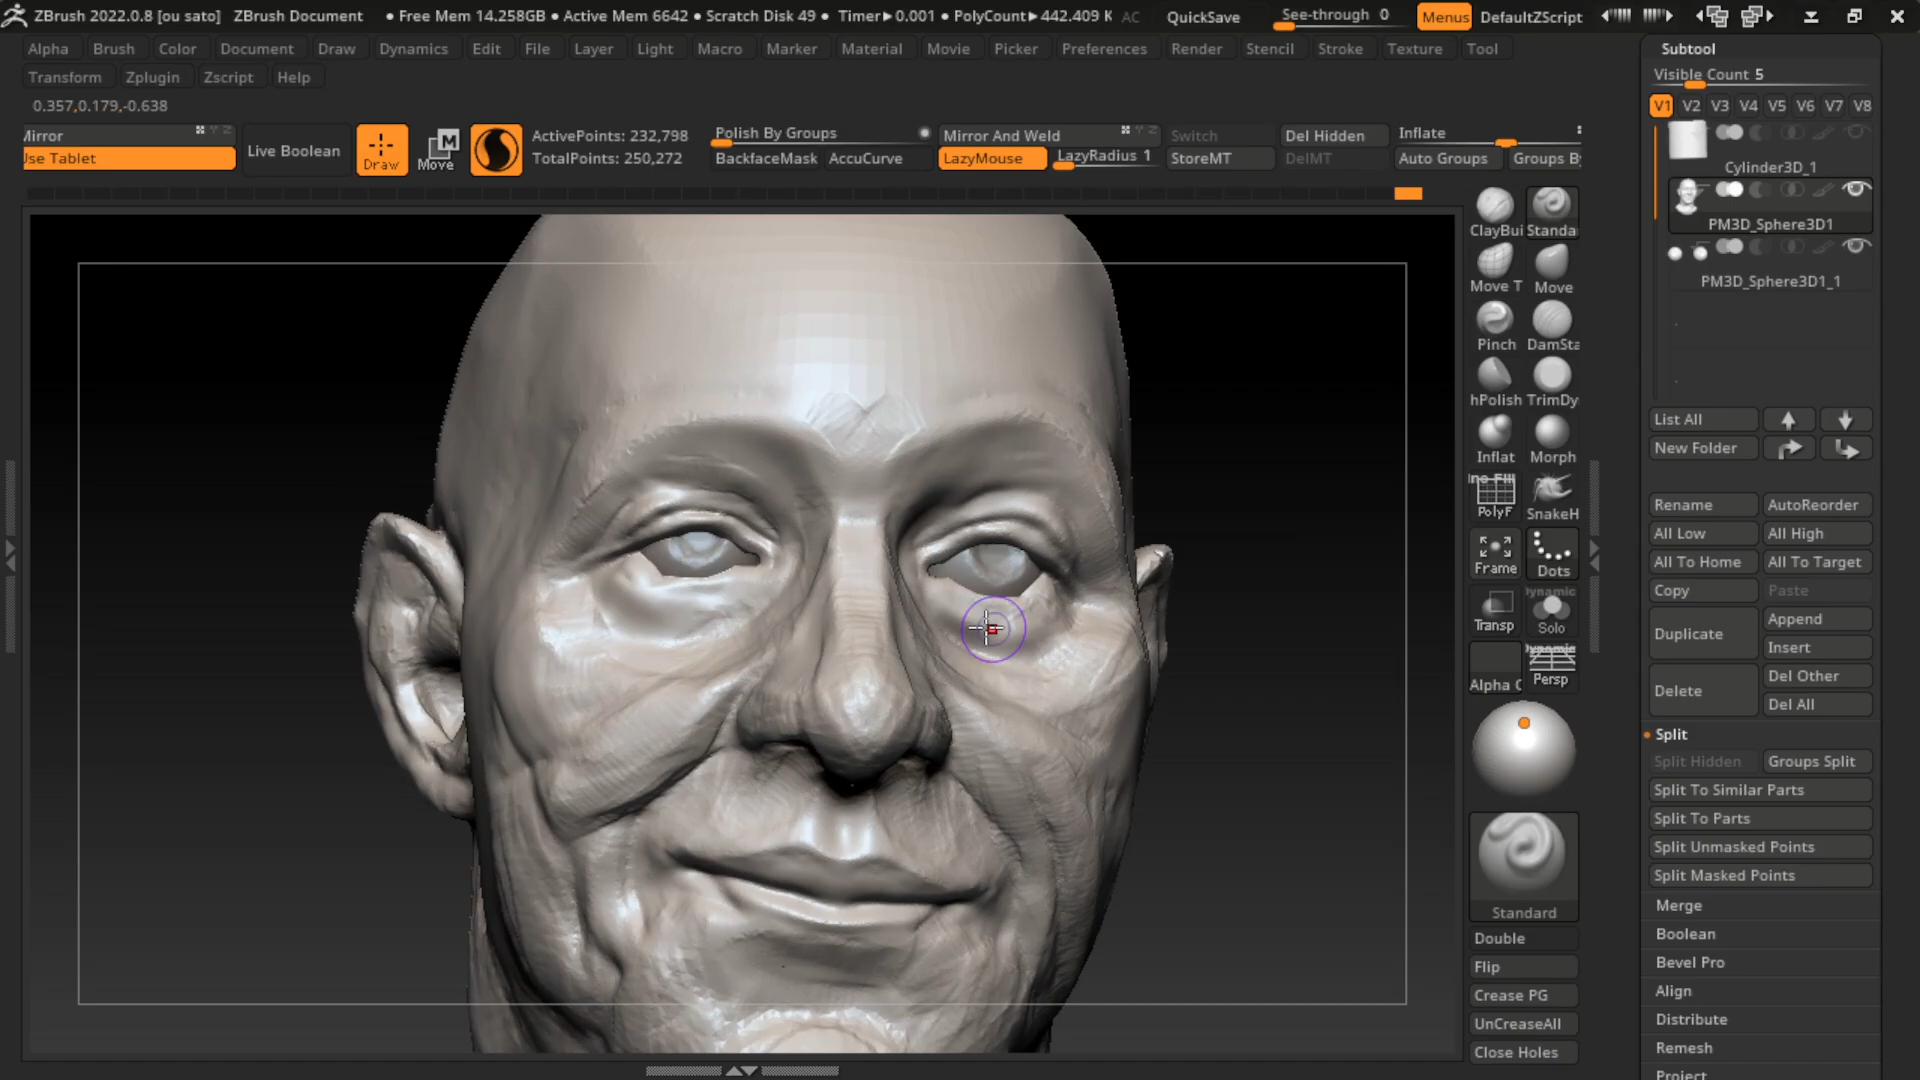 ZBrush 2022.0.8 [ou sato] ZBrush Document • Free Mem 14.258GB • Active Mem 6642 • Scratch Disk 49 • Timer▶0.001 • PolyCount▶442.409 K AC QuickSave See-through 0 Menus DefaultZScript
Alpha Brush Color Document Draw Dynamics Edit File Layer Light Macro Marker Material Movie Picker Preferences Render Stencil Stroke Texture Tool
Transform Zplugin Zscript Help
0.357,0.179,-0.638
Mirror
Use Tablet
Live Boolean
Draw
Move
M
ActivePoints: 232,798
TotalPoints: 250,272
Polish By Groups
BackfaceMask AccuCurve
Mirror And Weld
LazyMouse LazyRadius 1
Switch
StoreMT
Del Hidden
DelMT
Inflate
Auto Groups Groups By
ClayBui Standa
Move T Move
Pinch DamSta
hPolish TrimDy
Inflat Morph
PolyF SnakeH
Frame Dots
Dynamic
Transp Solo
Dynamic
Alpha Persp
Standard
Double
Flip
Crease PG
UnCreaseAll
Close Holes
Subtool
Visible Count 5
V1 V2 V3 V4 V5 V6 V7 V8
Cylinder3D_1
PM3D_Sphere3D1
PM3D_Sphere3D1_1
List All
New Folder
Rename AutoReorder
All Low All High
All To Home All To Target
Copy Paste
Duplicate Append
Insert
Delete Del Other
Del All
Split
Split Hidden Groups Split
Split To Similar Parts
Split To Parts
Split Unmasked Points
Split Masked Points
Merge
Boolean
Bevel Pro
Align
Distribute
Remesh
Project